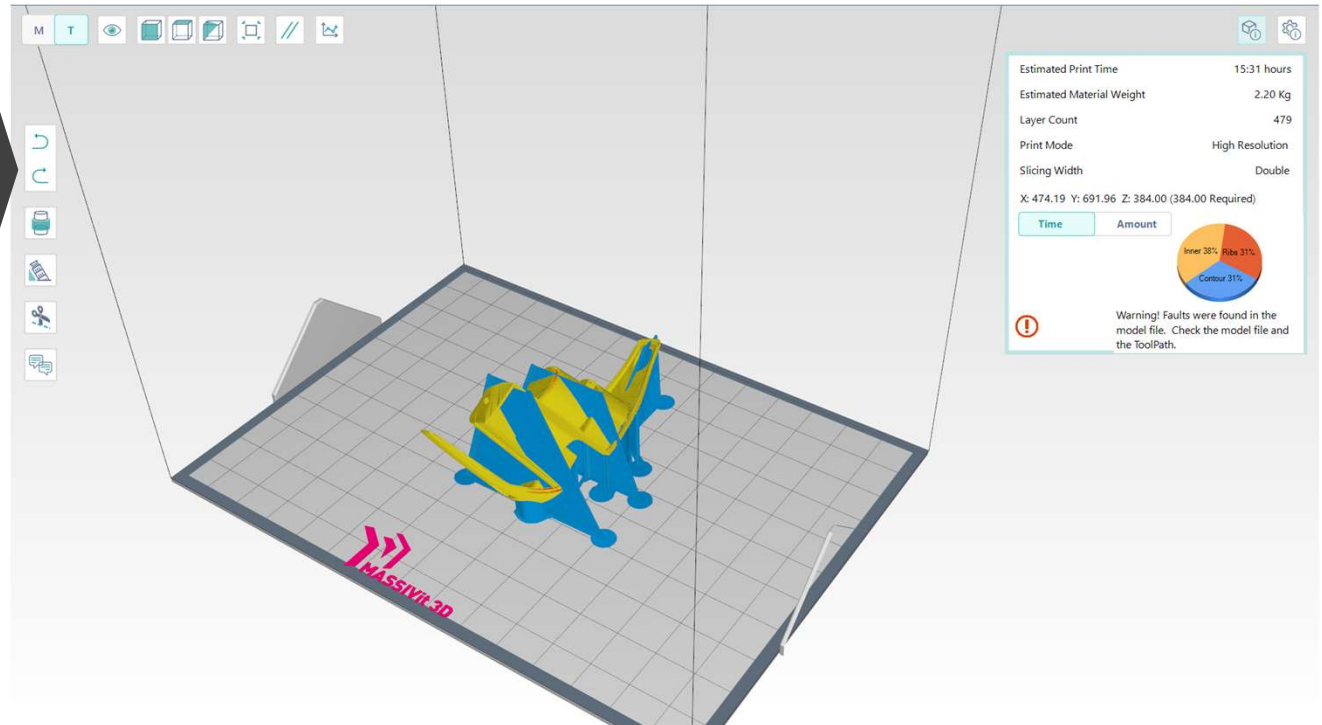 M T
Estimated Print Time 15:31 hours
Estimated Material Weight 2.20 Kg
Layer Count 479
Print Mode High Resolution
Slicing Width Double
X: 474.19 Y: 691.96 Z: 384.00 (384.00 Required)
Time Amount
Inner 38% Ribs 31%
Contour 31%
Warning! Faults were found in the
model file. Check the model file and
the ToolPath.
MASSIVit 3D